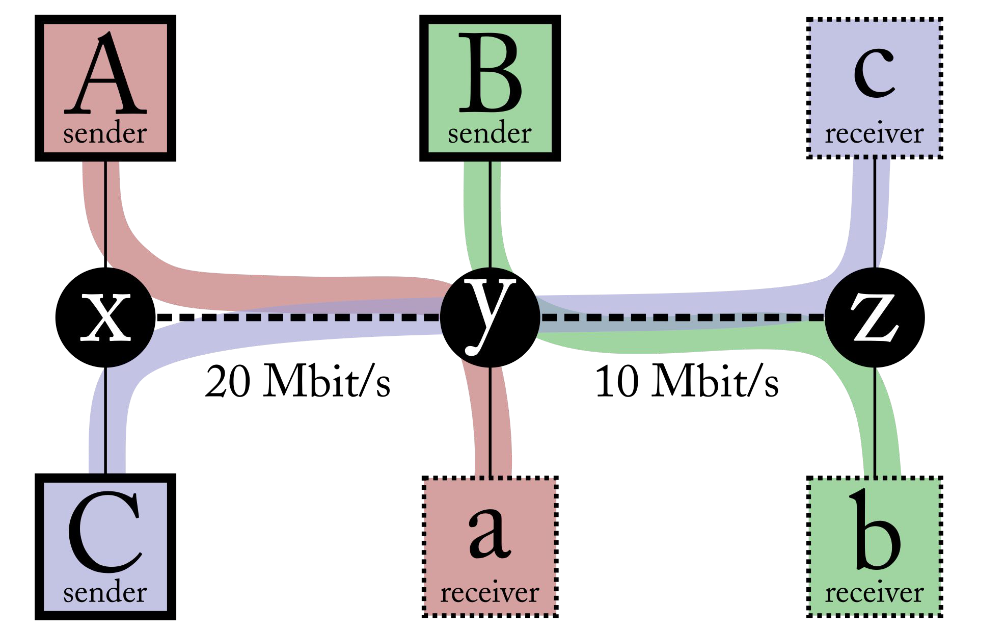 A
sender
B
sender
c
receiver
x
y
z
20 Mbit/s
10 Mbit/s
C
sender
a
receiver
b
receiver